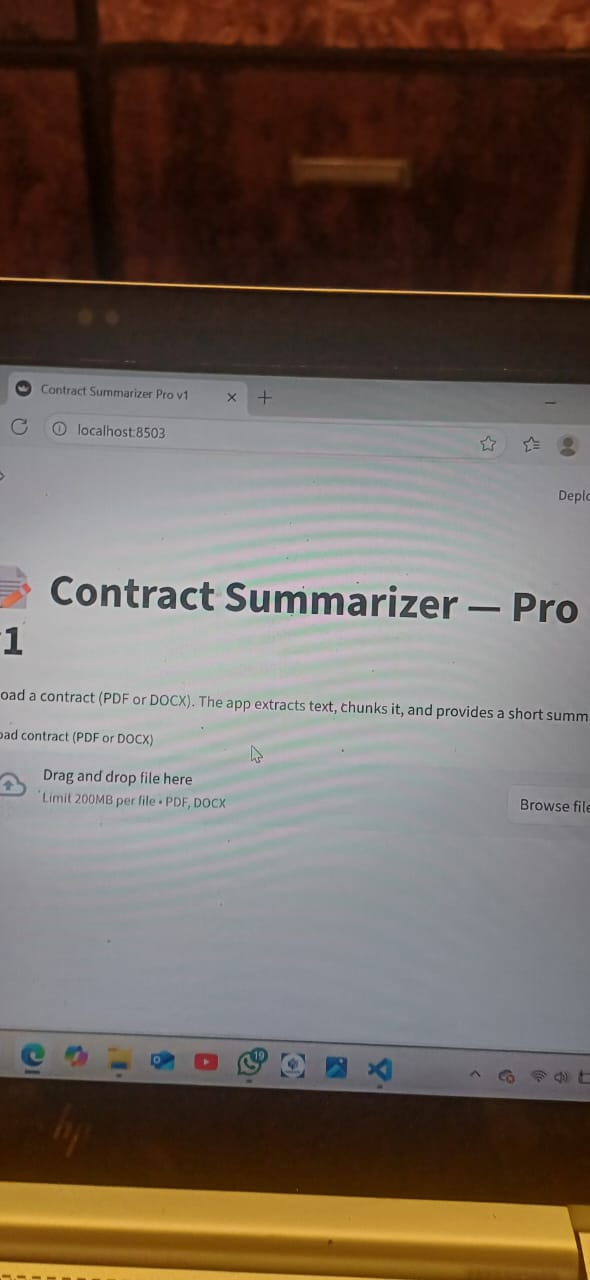 Contract Summarizer Pro v1
localhost:8503
Contract Summarizer — Pro
1
oad a contract (PDF or DOCX). The app extracts text, chunks it, and provides a short summ
oad contract (PDF or DOCX)
Drag and drop file here
Limit 200MB per file • PDF, DOCX
Browse file
19
hp